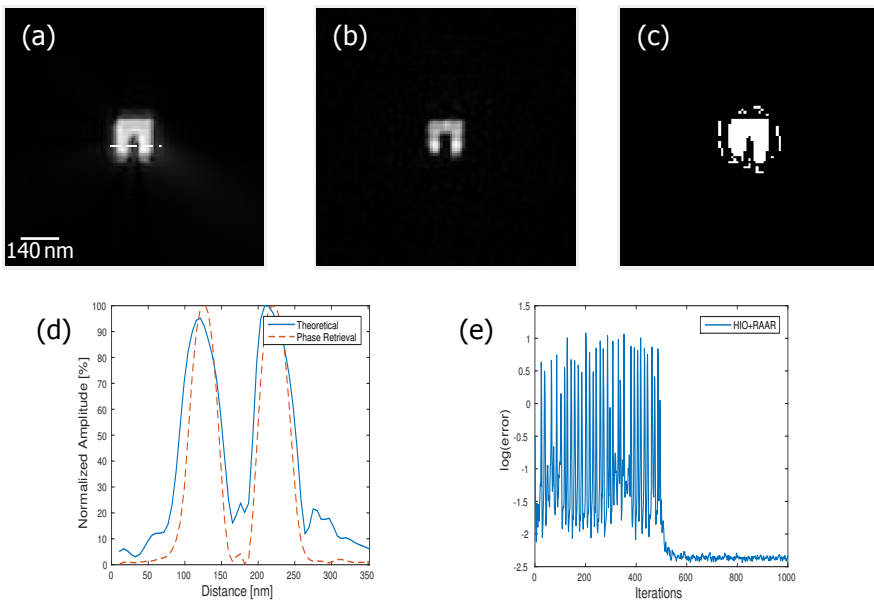 (a)
(b)
(c)
140 nm
(d)
Normalized Amplitude [%]
100
90
80
70
60
50
40
30
20
10
0
0
50
100
150
200
250
300
350
Distance [nm]
Theoretical
Phase Retrieval
(e)
log(error)
1.5
1
0.5
0
-0.5
-1
-1.5
-2
-2.5
0
200
400
600
800
1000
Iterations
HIO+RAAR